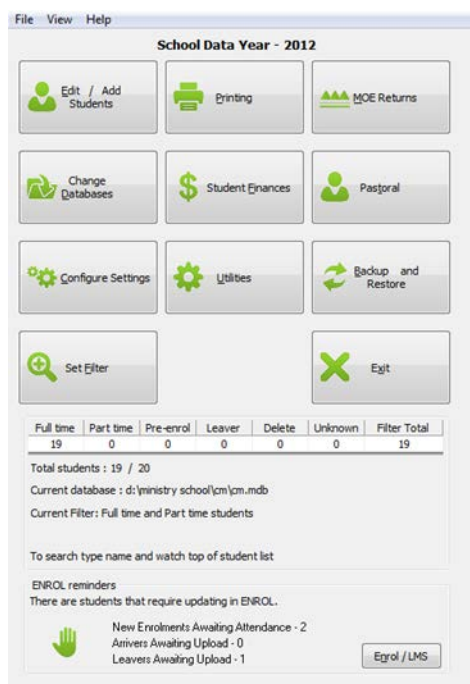 File View Help
School Data Year - 2012
Edit / Add
Students
Printing
MOE Returns
Change
Databases
Student Finances
Pastoral
Configure Settings
Utilities
Backup and
Restore
Set Filter
Exit
Full time Part time Pre-enrol Leaver Delete Unknown Filter Total
19 0 0 0 0 0 19
Total students : 19 / 20
Current database : d:\ministry school\cm\cm.mdb
Current Filter: Full time and Part time students
To search type name and watch top of student list
ENROL reminders
There are students that require updating in ENROL.
New Enrolments Awaiting Attendance - 2
Arrivers Awaiting Upload - 0
Leavers Awaiting Upload - 1
Enrol / LMS